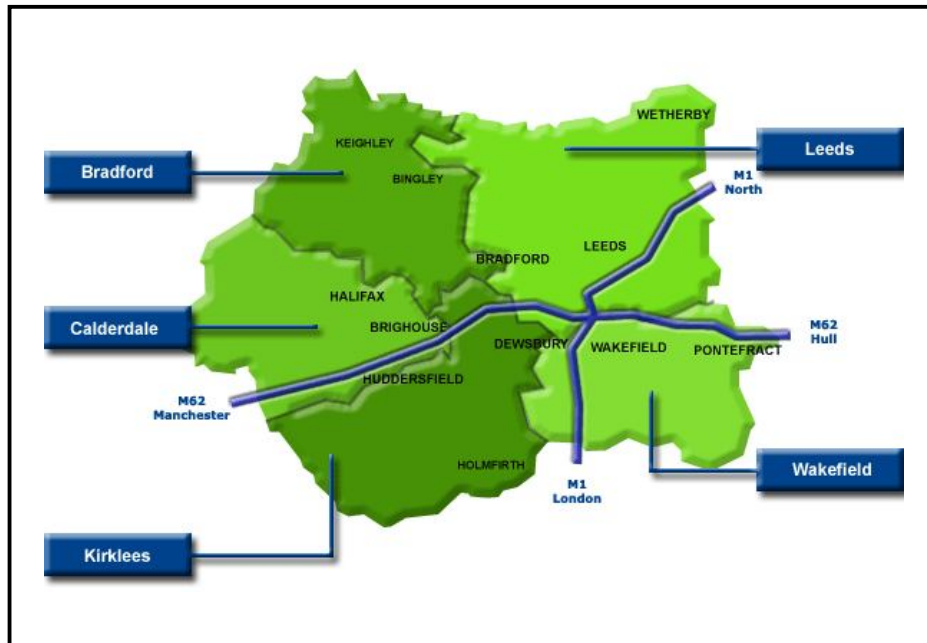 WETHERBY
KEIGHLEY
Leeds
Bradford
BINGLEY
M1
North
LEEDS
BRADFORD
HALIFAX
Calderdale
BRIGHOUSE
M62
Hull
DEWSBURY
WAKEFIELD
PONTEFRACT
HUDDERSFIELD
M62
Manchester
HOLMFIRTH
Wakefield
M1
London
Kirklees